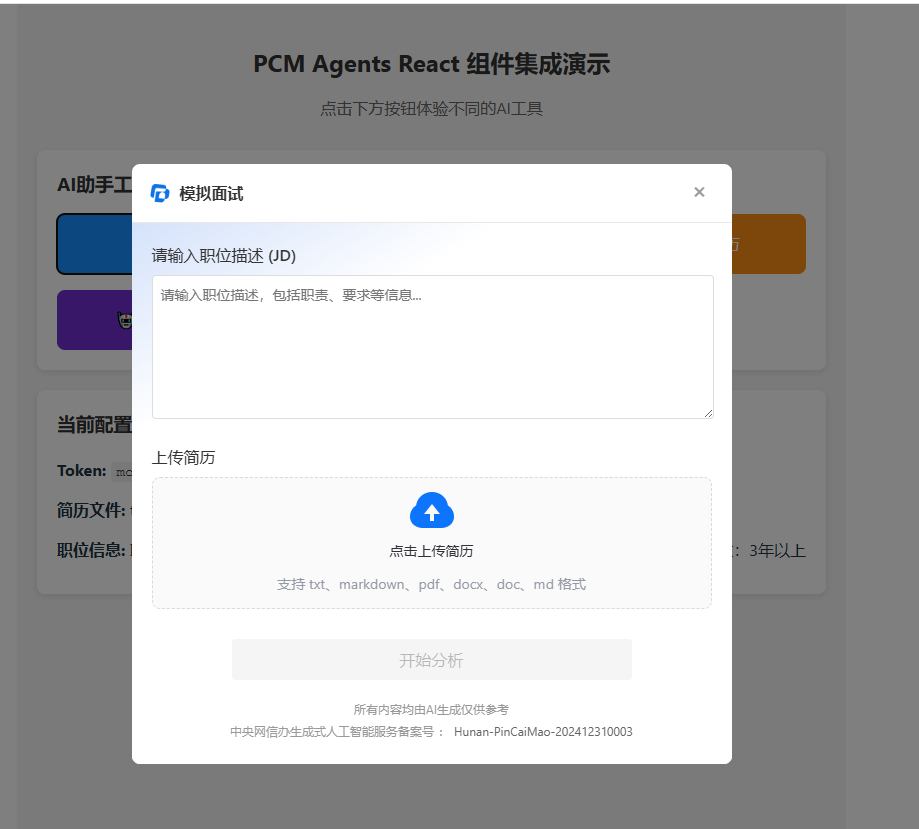 PCM Agents React 组件集成演示
点击下方按钮体验不同的AI工具
AI助手工
模拟面试
×
请输入职位描述 (JD)
请输入职位描述，包括职责、要求等信息...
当前配置
上传简历
Token:
简历文件:
点击上传简历
职位信息:
：3年以上
支持 txt、markdown、pdf、docx、doc、md 格式
开始分析
所有内容均由AI生成仅供参考
中央网信办生成式人工智能服务备案号： Hunan-PinCaiMao-202412310003